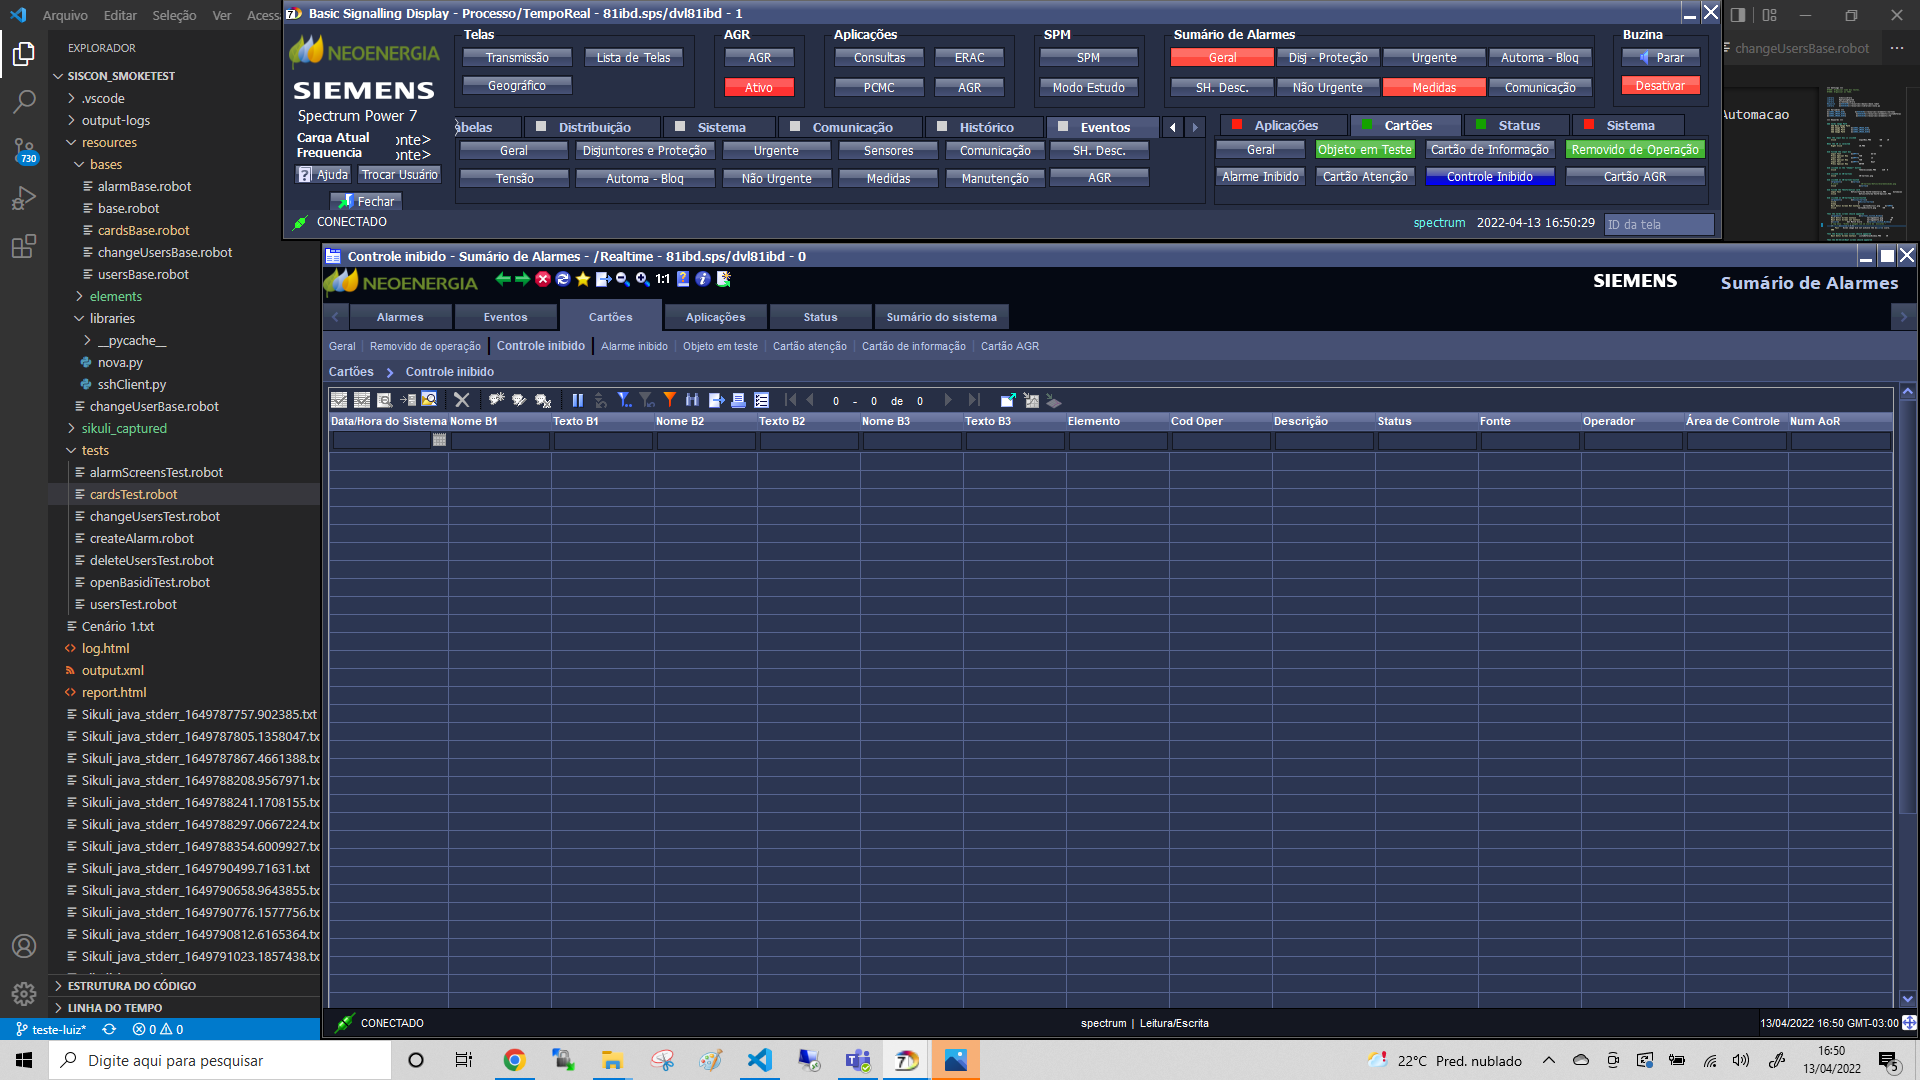 Arquivo Editar Seleção Ver Acess
Basic Signalling Display - Processo/TempoReal - 81ibd.sps/dvl81ibd - 1
changeUsersBase.robot
NEOENERGIA
SIEMENS
Spectrum Power 7
Carga Atual onte>
Frequencia onte>
Ajuda Trocar Usuário
Fechar
CONECTADO
Telas
Transmissão Lista de Telas
Geográfico
AGR
AGR
Ativo
Aplicações
Consultas ERAC
PCMC AGR
SPM
SPM
Modo Estudo
Sumário de Alarmes
Geral Disj - Proteção Urgente Automa - Bloq
SH. Desc. Não Urgente Medidas Comunicação
Buzina
Parar
Desativar
abelas Distribuição Sistema Comunicação Histórico Eventos
Geral Disjuntores e Proteção Urgente Sensores Comunicação SH. Desc.
Tensão Automa - Bloq Não Urgente Medidas Manutenção AGR
Aplicações Cartões Status Sistema
Geral Objeto em Teste Cartão de Informação Removido de Operação
Alarme Inibido Cartão Atenção Controle Inibido Cartão AGR
spectrum 2022-04-13 16:50:29 ID da tela
Automacao
EXPLORADOR
SISCON_SMOKETEST
.vscode
output-logs
resources
bases
alarmBase.robot
base.robot
cardsBase.robot
changeUsersBase.robot
usersBase.robot
elements
libraries
__pycache__
nova.py
sshClient.py
changeUserBase.robot
sikuli_captured
tests
alarmScreensTest.robot
cardsTest.robot
changeUsersTest.robot
createAlarm.robot
deleteUsersTest.robot
openBasidiTest.robot
usersTest.robot
Cenário 1.txt
log.html
output.xml
report.html
Sikuli_java_stderr_1649787757.902385.txt
Sikuli_java_stderr_1649787805.1358047.tx
Sikuli_java_stderr_1649787867.4661388.tx
Sikuli_java_stderr_1649788208.9567971.tx
Sikuli_java_stderr_1649788241.1708155.tx
Sikuli_java_stderr_1649788297.0667224.tx
Sikuli_java_stderr_1649788354.6009927.tx
Sikuli_java_stderr_1649790499.71631.txt
Sikuli_java_stderr_1649790658.9643855.tx
Sikuli_java_stderr_1649790776.1577756.tx
Sikuli_java_stderr_1649790812.6165364.tx
Sikuli_java_stderr_1649791023.1857438.tx
ESTRUTURA DO CÓDIGO
LINHA DO TEMPO
730
teste-luiz* 0 0
Controle inibido - Sumário de Alarmes - /Realtime - 81ibd.sps/dvl81ibd - 0
NEOENERGIA 1:1 SIEMENS Sumário de Alarmes
Alarmes Eventos Cartões Aplicações Status Sumário do sistema
Geral Removido de operação Controle inibido Alarme inibido Objeto em teste Cartão atenção Cartão de informação Cartão AGR
Cartões Controle inibido
0 - 0 de 0
Data/Hora do Sistema Nome B1 Texto B1 Nome B2 Texto B2 Nome B3 Texto B3 Elemento Cod Oper Descrição Status Fonte Operador Área de Controle Num AoR
CONECTADO spectrum | Leitura/Escrita 13/04/2022 16:50 GMT-03:00
Digite aqui para pesquisar
22°C Pred. nublado
16:50
13/04/2022
5